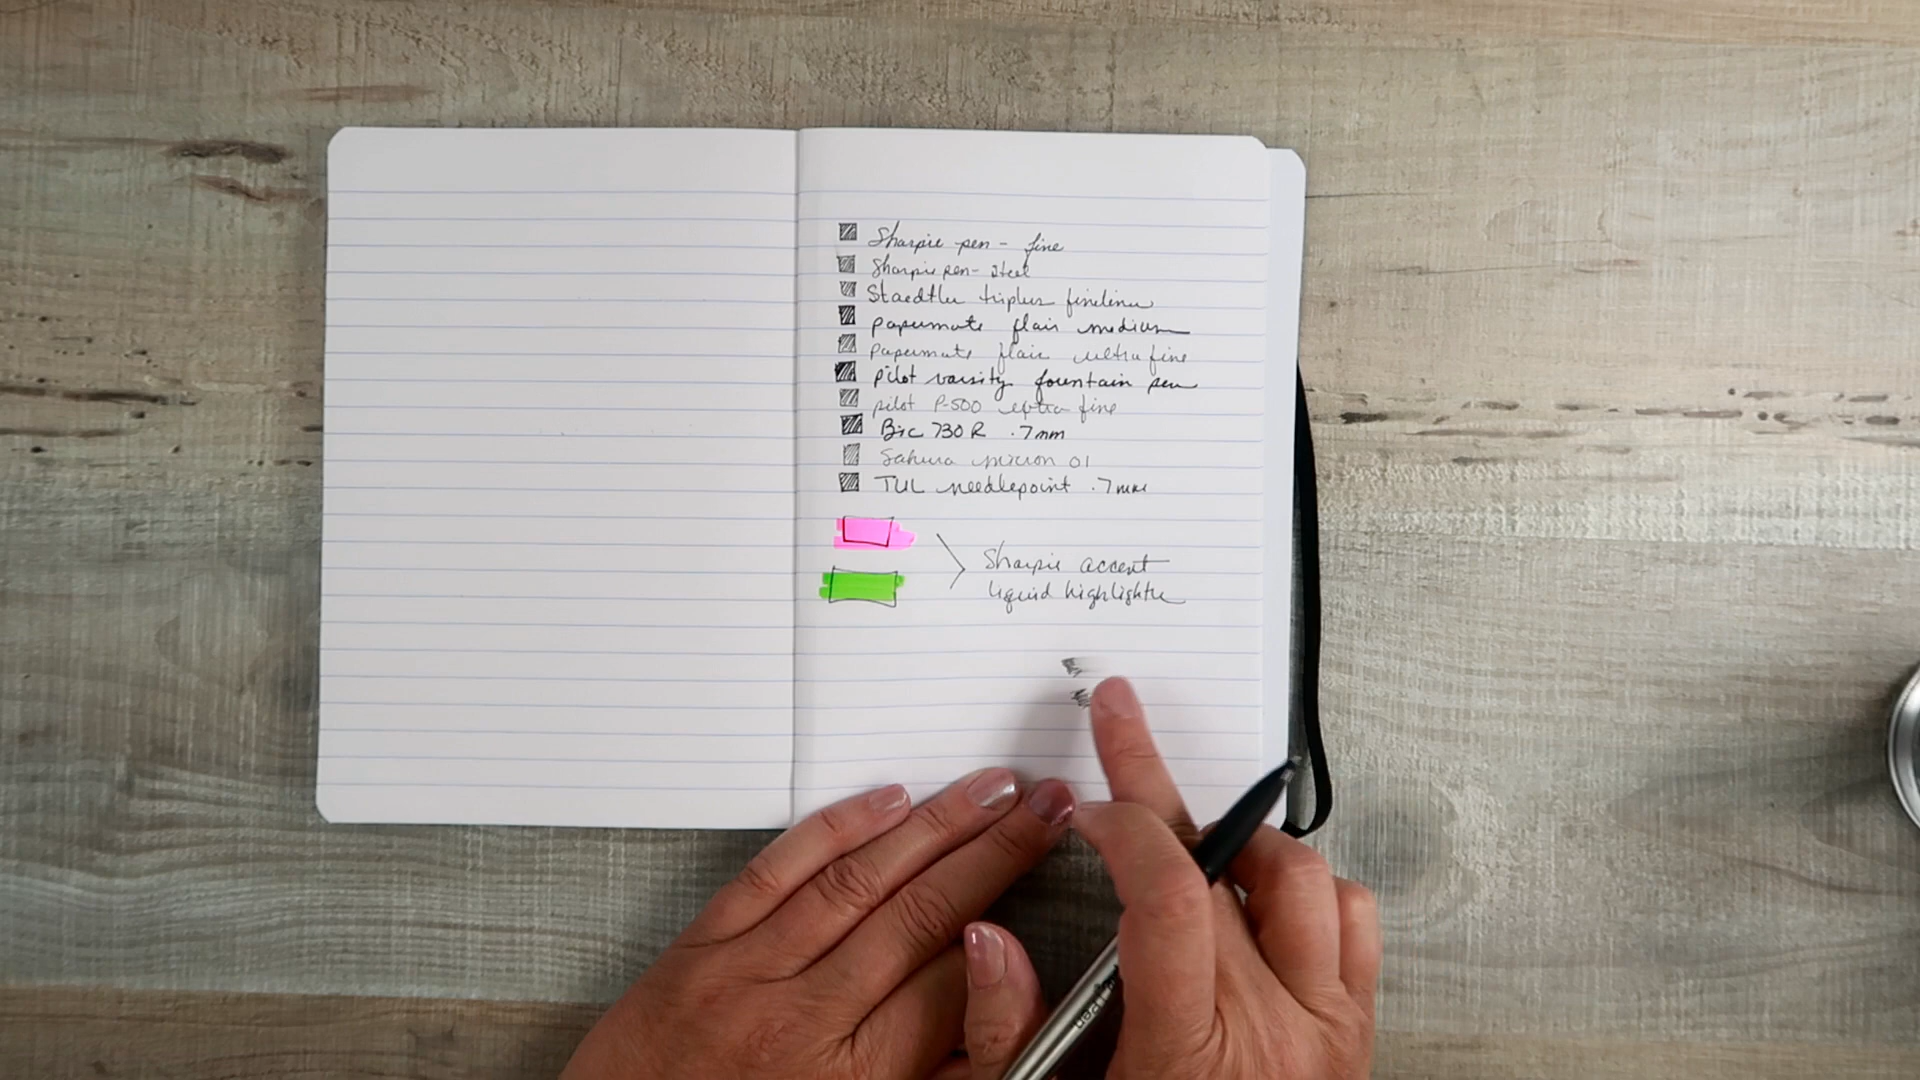 Sharpie pen - fine
Sharpie pen - steel
Staedtler triplus fineliner
papermate flair medium
papermate flair ultra fine
pilot varsity fountain pen
pilot P-500 extra fine
Bic 730R .7mm
Sakura micron 01
TUL needlepoint .7mm
Sharpie accent
liquid highlighter